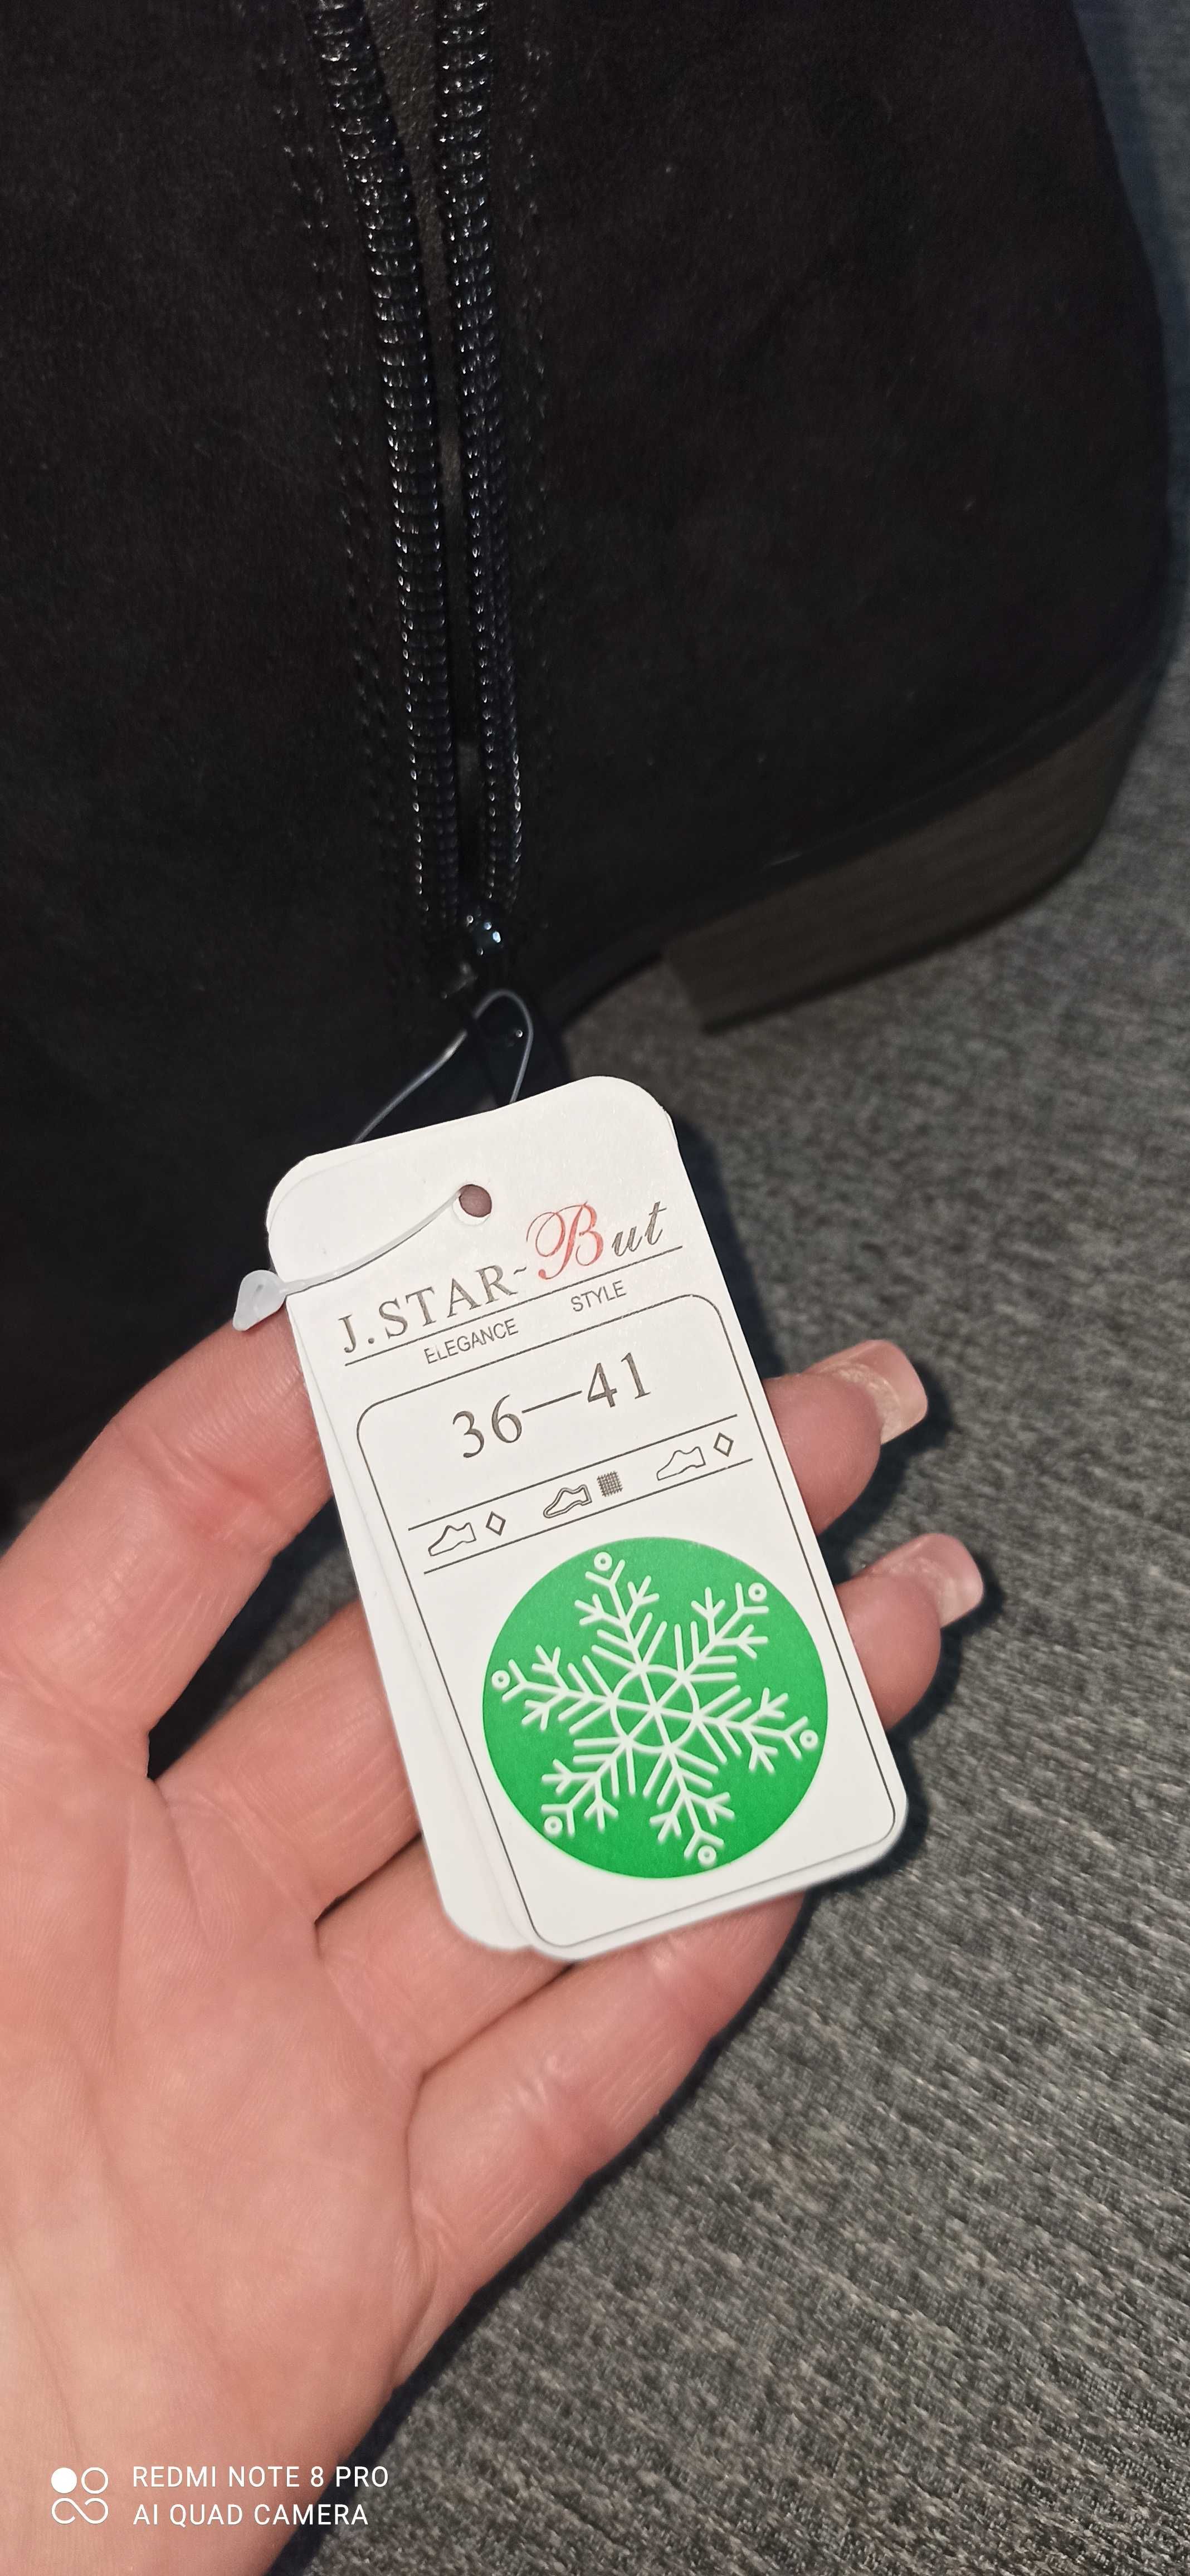 J.STAR~But
ELEGANCE STYLE
36—41
REDMI NOTE 8 PRO
AI QUAD CAMERA